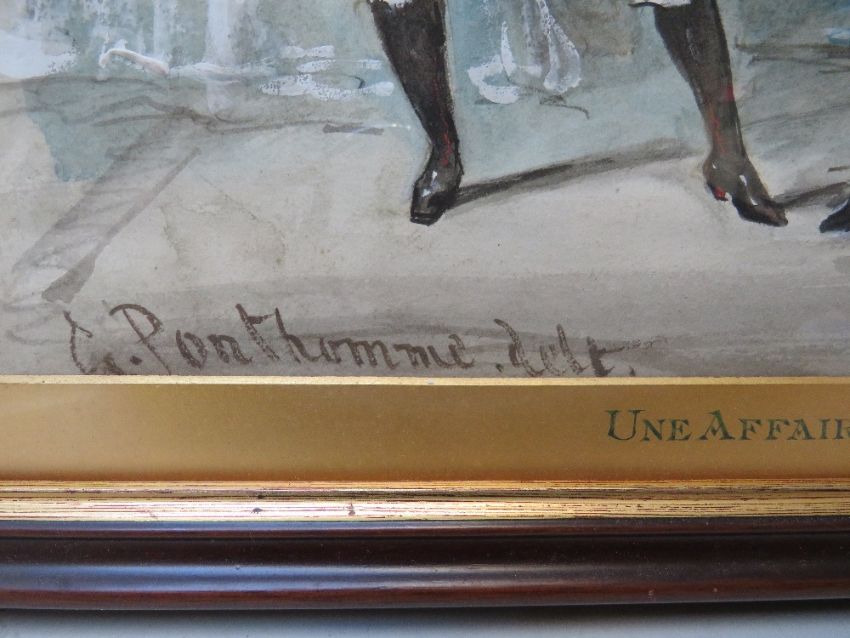 G. Ponthomme. delt.
UNE AFFAIR